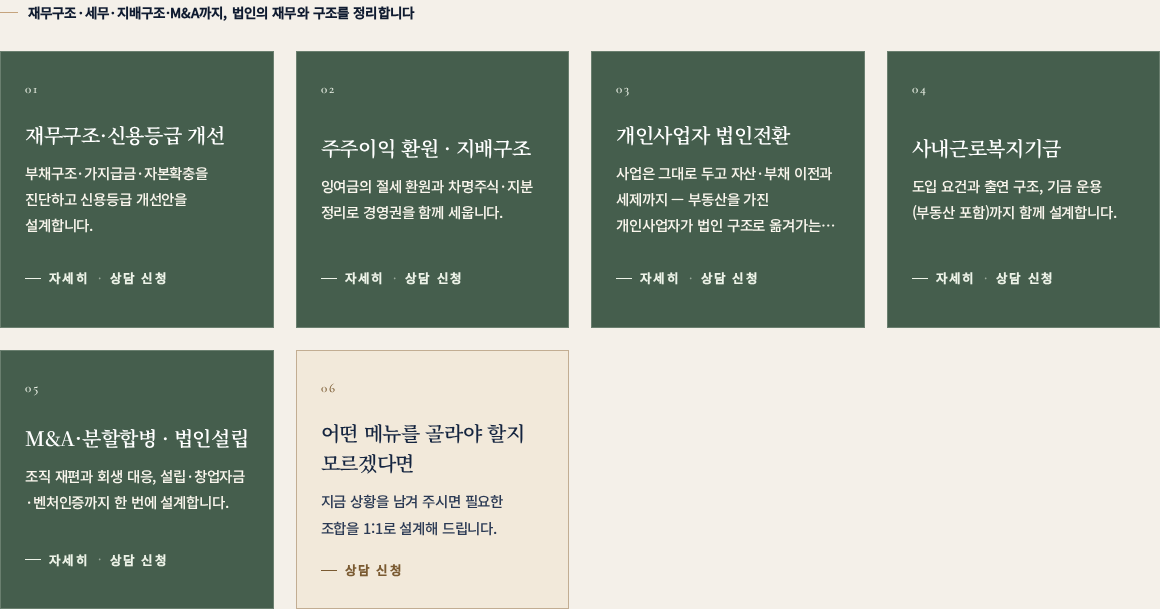 재무구조·세무·지배구조·M&A까지, 법인의 재무와 구조를 정리합니다
01
재무구조·신용등급 개선
부채구조·가지급금·자본확충을
진단하고 신용등급 개선안을
설계합니다.
자세히 · 상담 신청
02
주주이익 환원 · 지배구조
잉여금의 절세 환원과 차명주식·지분
정리로 경영권을 함께 세웁니다.
자세히 · 상담 신청
03
개인사업자 법인전환
사업은 그대로 두고 자산·부채 이전과
세제까지 — 부동산을 가진
개인사업자가 법인 구조로 옮겨가는…
자세히 · 상담 신청
04
사내근로복지기금
도입 요건과 출연 구조, 기금 운용
(부동산 포함)까지 함께 설계합니다.
자세히 · 상담 신청
05
M&A·분할합병 · 법인설립
조직 재편과 회생 대응, 설립·창업자금
·벤처인증까지 한 번에 설계합니다.
자세히 · 상담 신청
06
어떤 메뉴를 골라야 할지
모르겠다면
지금 상황을 남겨 주시면 필요한
조합을 1:1로 설계해 드립니다.
상담 신청